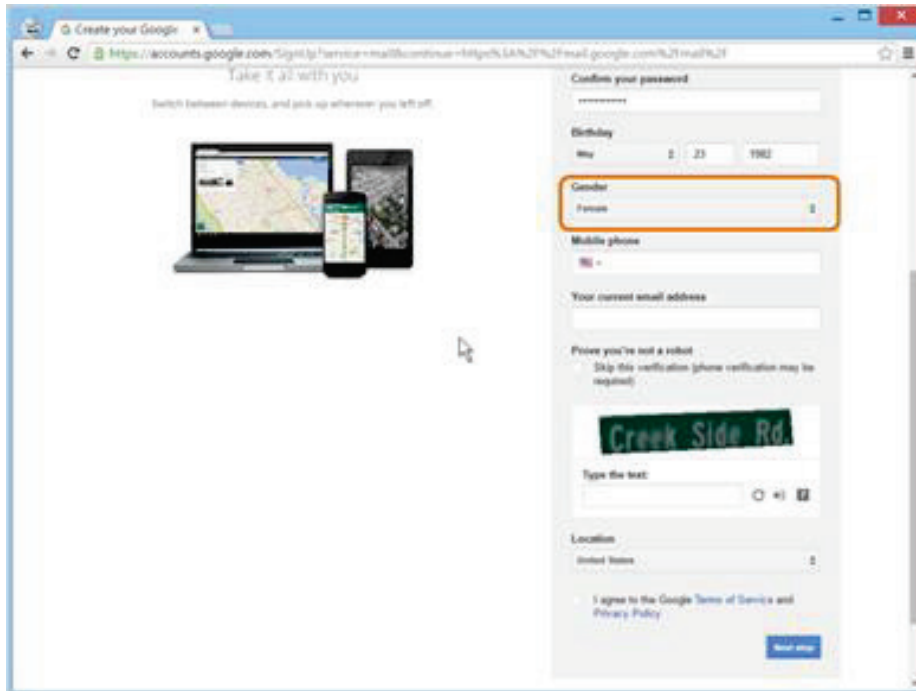 Create your Google
https://accounts.google.com/SignUp?service=mail&continue=https%3A%2F%2Fmail.google.com%2Fmail%2F
Take it all with you
Switch between devices, and pick up wherever you left off.
Confirm your password
••••••••••
Birthday
May 23 1982
Gender
Female
Mobile phone
Your current email address
Prove you're not a robot
Skip this verification (phone verification may be
required)
Creek Side Rd.
Type the text:
Location
United States
I agree to the Google Terms of Service and
Privacy Policy
Next step